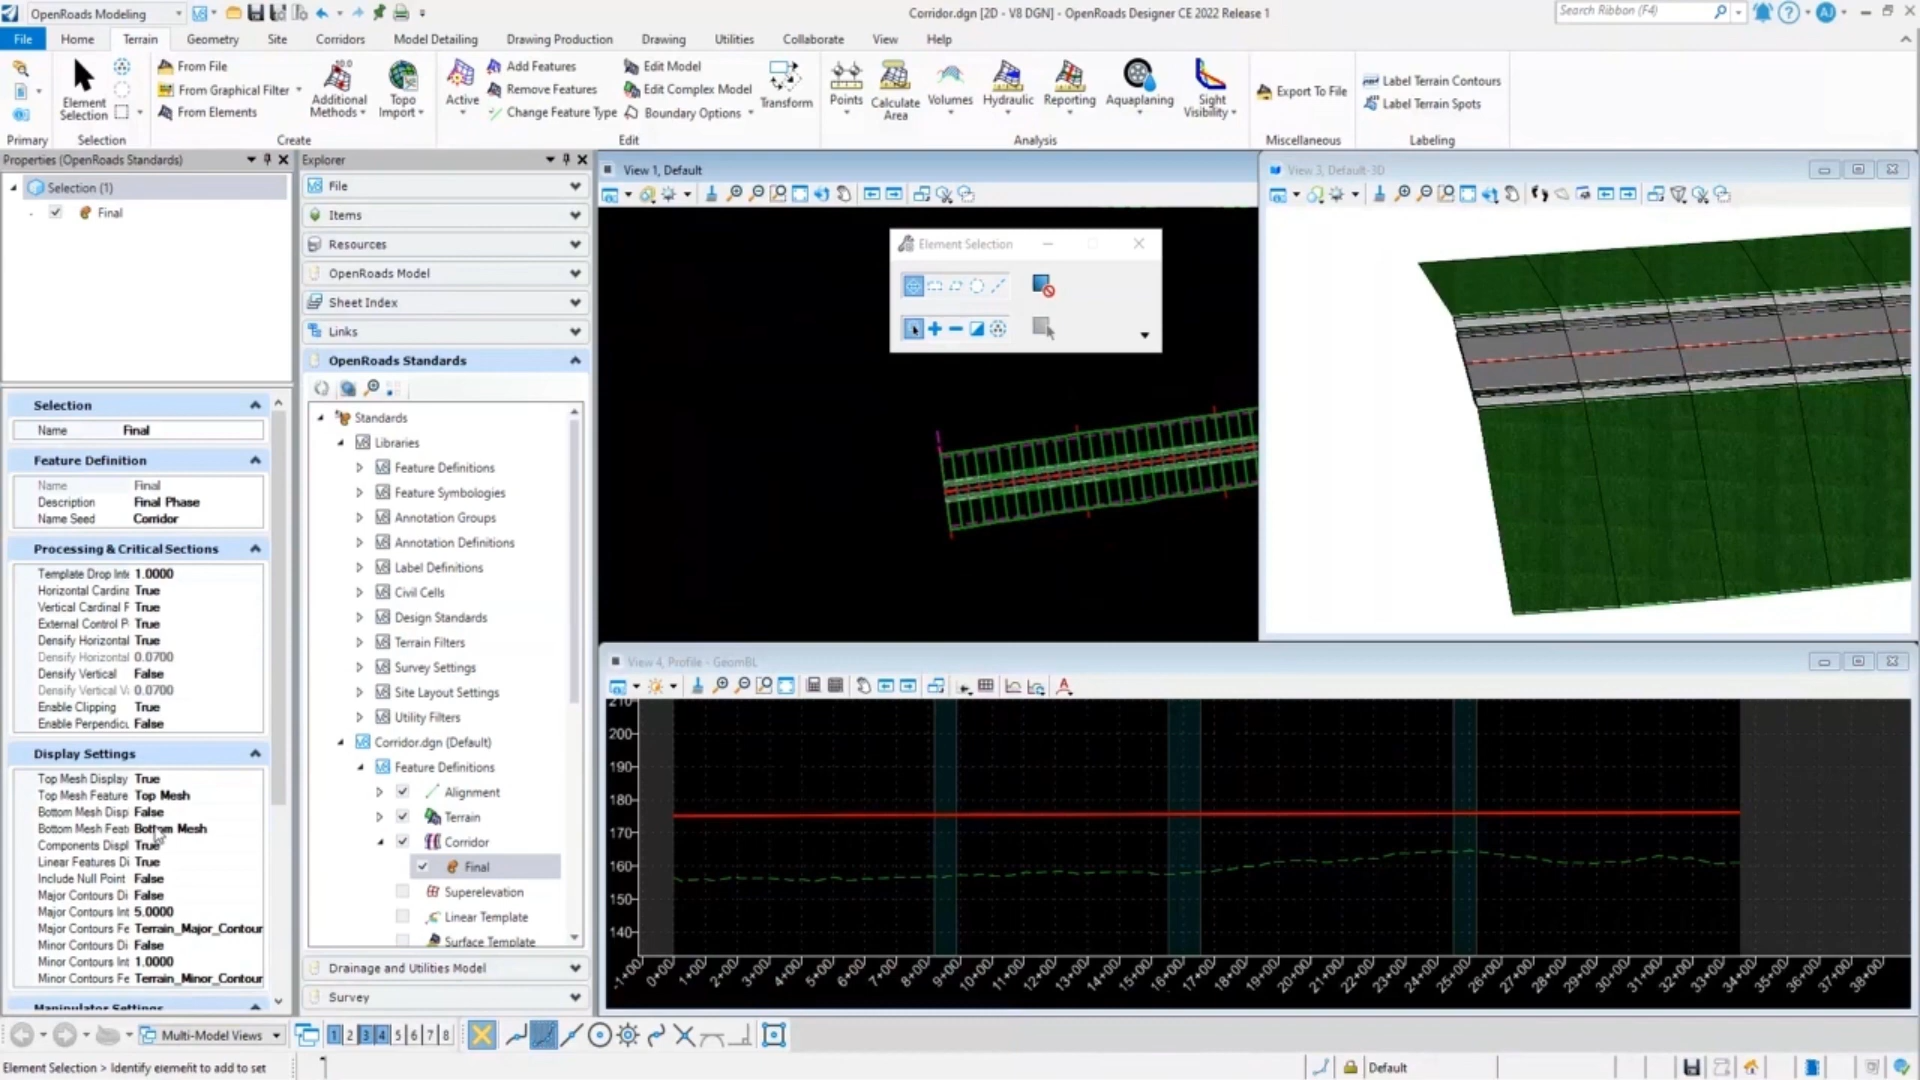 OpenRoads Modeling
Corridor.dgn [2D - V8 DGN] - OpenRoads Designer CE 2022 Release 1
Search Ribbon (F4)
AJ
File Home Terrain Geometry Site Corridors Model Detailing Drawing Production Drawing Utilities Collaborate View Help
Element Selection
From File
From Graphical Filter
From Elements
Additional Methods
Topo Import
Active
Add Features
Remove Features
Change Feature Type
Edit Model
Edit Complex Model
Boundary Options
Transform
Points
Calculate Area
Volumes
Hydraulic
Reporting
Aquaplaning
Sight Visibility
Export To File
Label Terrain Contours
Label Terrain Spots
Primary Selection Create Edit Analysis Miscellaneous Labeling
Properties (OpenRoads Standards)
Selection (1)
Final
Selection
Name Final
Feature Definition
Name Final
Description Final Phase
Name Seed Corridor
Processing & Critical Sections
Template Drop Inte 1.0000
Horizontal Cardina True
Vertical Cardinal F True
External Control P True
Densify Horizontal True
Densify Horizontal 0.0700
Densify Vertical False
Densify Vertical Va 0.0700
Enable Clipping True
Enable Perpendicu False
Display Settings
Top Mesh Display True
Top Mesh Feature Top Mesh
Bottom Mesh Disp False
Bottom Mesh Feat Bottom Mesh
Components Displ True
Linear Features Di True
Include Null Point False
Major Contours Di False
Major Contours Int 5.0000
Major Contours Fe Terrain_Major_Contour
Minor Contours Di False
Minor Contours Int 1.0000
Minor Contours Fe Terrain_Minor_Contour
Manipulator Settings
Explorer
File
Items
Resources
OpenRoads Model
Sheet Index
Links
OpenRoads Standards
Standards
Libraries
Feature Definitions
Feature Symbologies
Annotation Groups
Annotation Definitions
Label Definitions
Civil Cells
Design Standards
Terrain Filters
Survey Settings
Site Layout Settings
Utility Filters
Corridor.dgn (Default)
Feature Definitions
Alignment
Terrain
Corridor
Final
Superelevation
Linear Template
Surface Template
Drainage and Utilities Model
Survey
View 1, Default
Element Selection
View 3, Default-3D
View 4, Profile - GeomBL
210
200
190
180
170
160
150
140
-1+00 0+00 1+00 2+00 3+00 4+00 5+00 6+00 7+00 8+00 9+00 10+00 11+00 12+00 13+00 14+00 15+00 16+00 17+00 18+00 19+00 20+00 21+00 22+00 23+00 24+00 25+00 26+00 27+00 28+00 29+00 30+00 31+00 32+00 33+00 34+00 35+00 36+00 37+00 38+00
Multi-Model Views
1 2 3 4 5 6 7 8
Element Selection > Identify element to add to set
Default